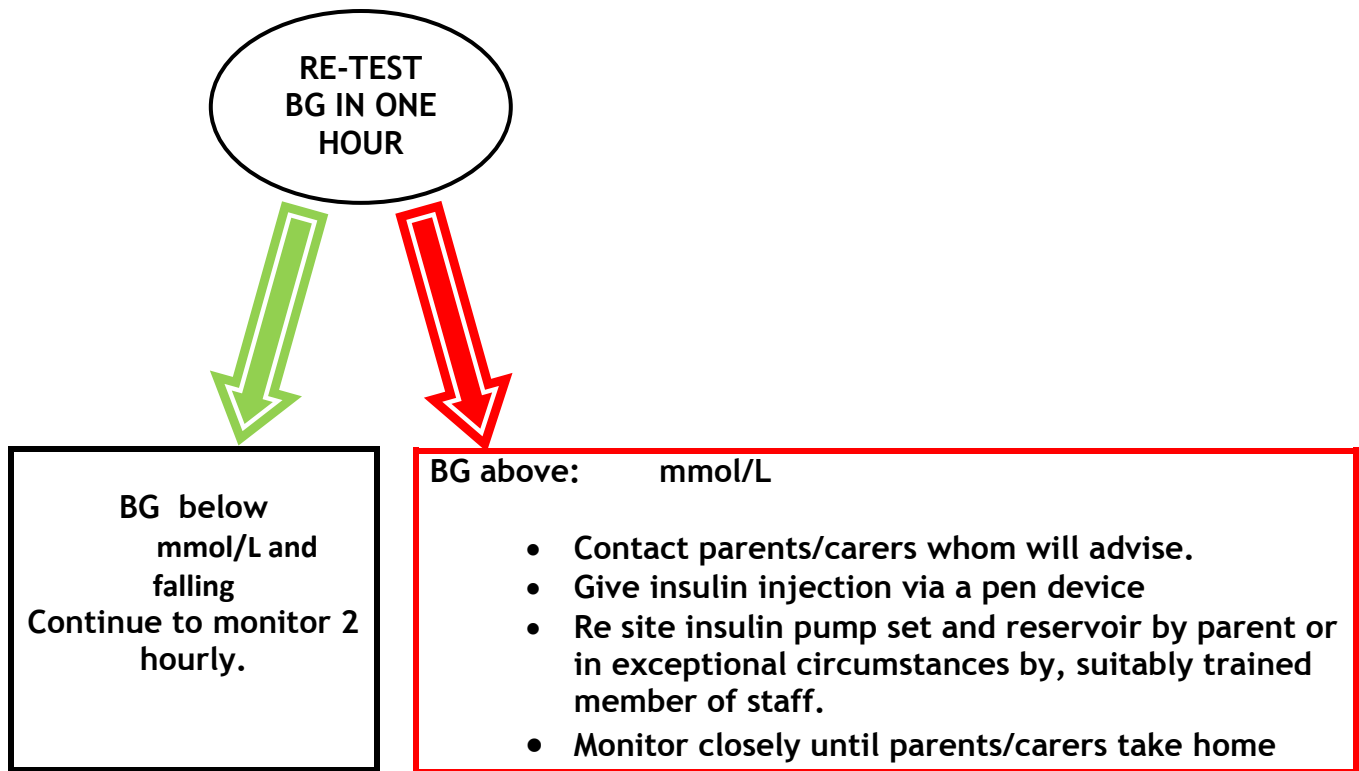 RE-TEST
BG IN ONE
HOUR
BG below
mmol/L and
falling
Continue to monitor 2
hourly.
BG above: mmol/L
• Contact parents/carers whom will advise.
• Give insulin injection via a pen device
• Re site insulin pump set and reservoir by parent or
in exceptional circumstances by, suitably trained
member of staff.
• Monitor closely until parents/carers take home